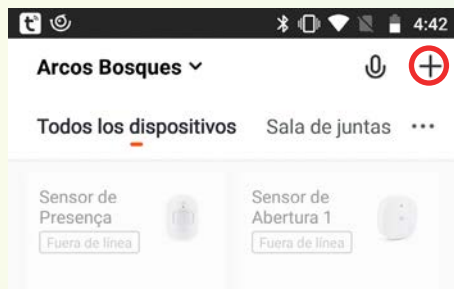 4:42
Arcos Bosques
Todos los dispositivos Sala de juntas ...
Sensor de Presença
Fuera de línea
Sensor de Abertura 1
Fuera de línea